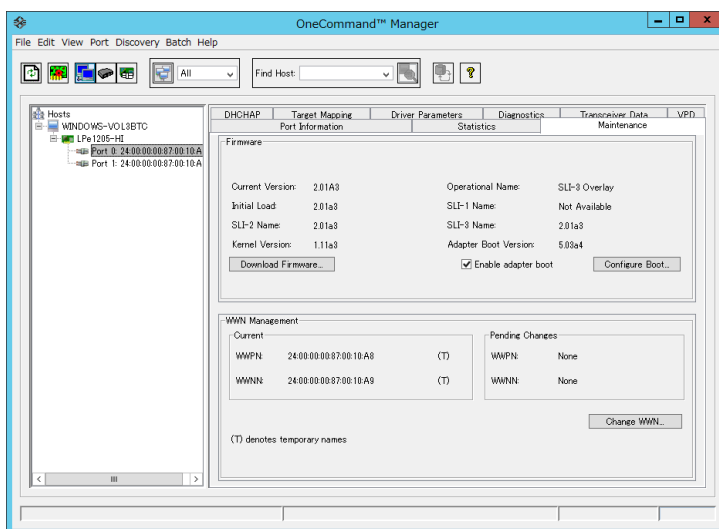 OneCommand™ Manager
File Edit View Port Discovery Batch Help
All
Find Host:
Hosts
WINDOWS-VOL3BTC
LPe1205-HI
Port 0: 24:00:00:00:87:00:10:A
Port 1: 24:00:00:00:87:00:10:A
DHCHAP Target Mapping Driver Parameters Diagnostics Transceiver Data VPD
Port Information Statistics Maintenance
Firmware
Current Version: 2.01A3 Operational Name: SLI-3 Overlay
Initial Load: 2.01a3 SLI-1 Name: Not Available
SLI-2 Name: 2.01a3 SLI-3 Name: 2.01a3
Kernel Version: 1.11a3 Adapter Boot Version: 5.03a4
Download Firmware... Enable adapter boot Configure Boot...
WWN Management
Current Pending Changes
WWPN: 24:00:00:00:87:00:10:A8 (T) WWPN: None
WWNN: 24:00:00:00:87:00:10:A9 (T) WWNN: None
Change WWN...
(T) denotes temporary names